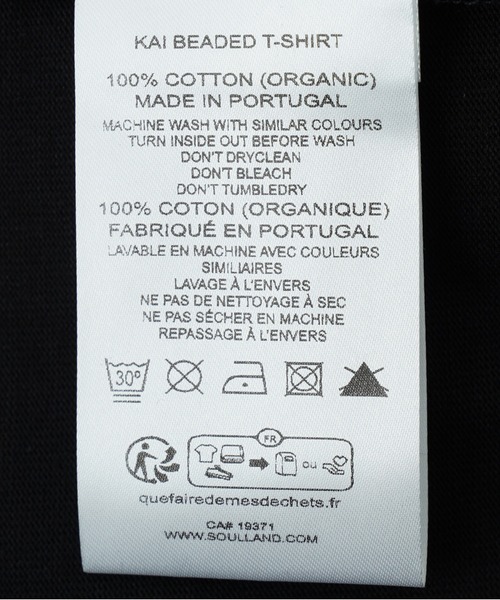 KAI BEADED T-SHIRT
100% COTTON (ORGANIC)
MADE IN PORTUGAL
MACHINE WASH WITH SIMILAR COLOURS
TURN INSIDE OUT BEFORE WASH
DON'T DRYCLEAN
DON'T BLEACH
DON'T TUMBLEDRY
100% COTON (ORGANIQUE)
FABRIQUÉ EN PORTUGAL
LAVABLE EN MACHINE AVEC COULEURS
SIMILIAIRES
LAVAGE À L'ENVERS
NE PAS DE NETTOYAGE À SEC
NE PAS SÉCHER EN MACHINE
REPASSAGE À L'ENVERS
30°
FR
OU
quefairedemesdechets.fr
CA# 19371
WWW.SOULLAND.COM